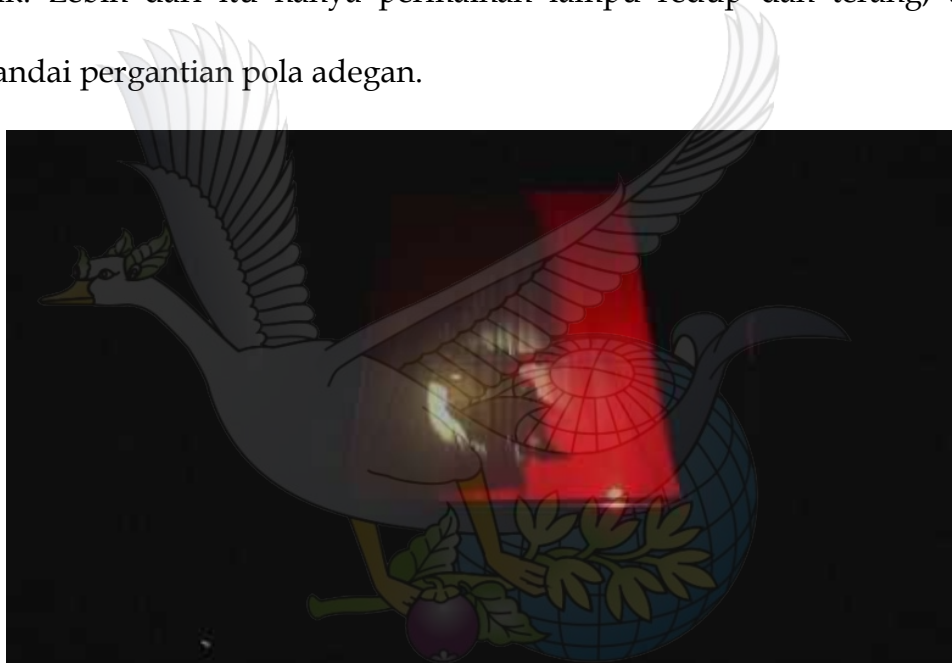 Lebih dari itu hanya permainan lampu redup dan terang,
andai pergantian pola adegan.